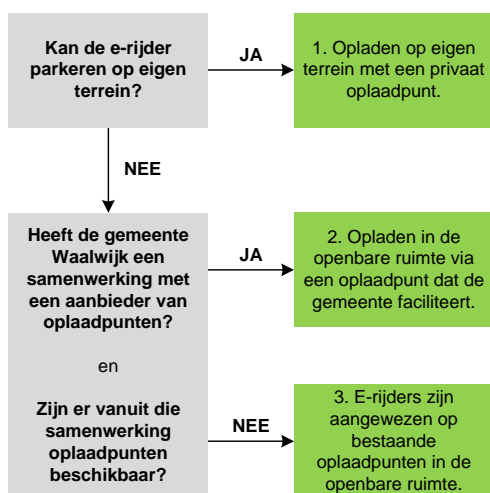 Kan de e-rijder
parkeren op eigen
terrein?
JA
1. Opladen op eigen
terrein met een privaat
oplaadpunt.
NEE
Heeft de gemeente
Waalwijk een
samenwerking met
een aanbieder van
oplaadpunten?
en
Zijn er vanuit die
samenwerking
oplaadpunten
beschikbaar?
JA
2. Opladen in de
openbare ruimte via
een oplaadpunt dat de
gemeente faciliteert.
NEE
3. E-rijders zijn
aangewezen op
bestaande
oplaadpunten in de
openbare ruimte.